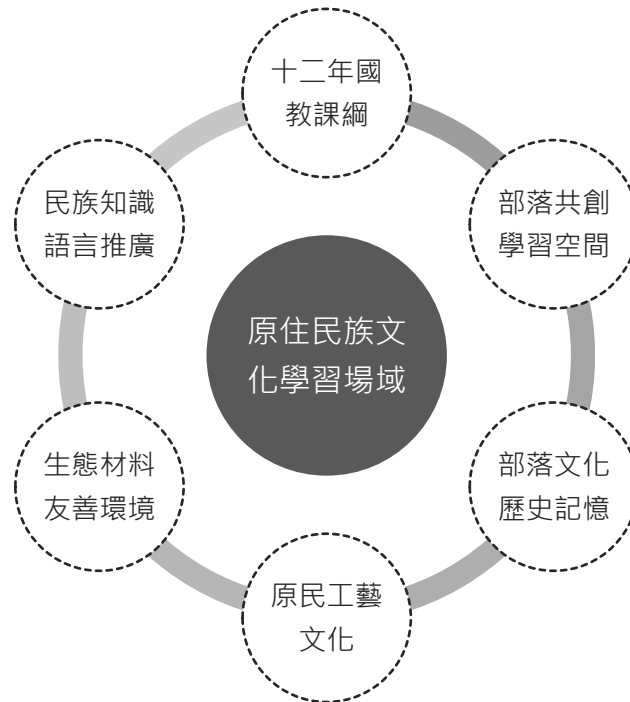 十二年國
教課綱
部落共創
學習空間
部落文化
歷史記憶
原民工藝
文化
生態材料
友善環境
民族知識
語言推廣
原住民族文
化學習場域